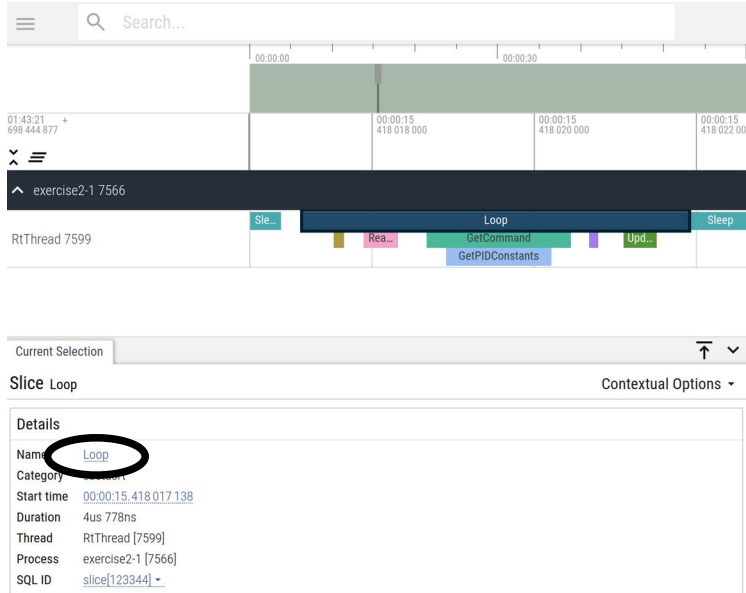 Search...
00:00:00 00:00:30
01:43:21 +
698 444 877
00:00:15
418 018 000
00:00:15
418 020 000
00:00:15
418 022 00
exercise2-1 7566
RtThread 7599
Sle... Loop Sleep
Rea... GetCommand Upd...
GetPIDConstants
Current Selection
Slice Loop
Contextual Options
Details
Name Loop
Category
Start time 00:00:15.418 017 138
Duration 4us 778ns
Thread RtThread [7599]
Process exercise2-1 [7566]
SQL ID slice[123344]